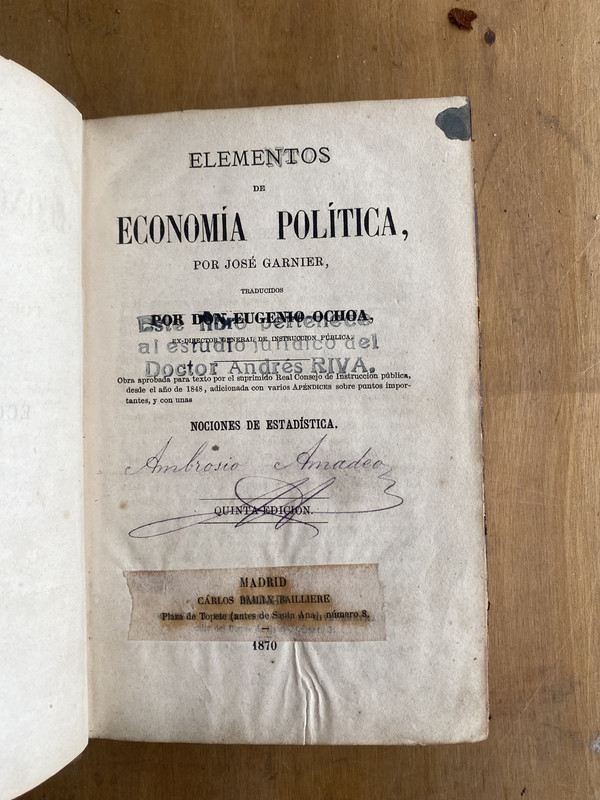 ELEMENTOS
DE
ECONOMÍA POLÍTICA,
POR JOSÉ GARNIER,
TRADUCIDOS
POR DON EUGENIO OCHOA,
Este libro pertenece
EX-DIRECTOR GENERAL DE INSTRUCCION PÚBLICA.
al estudio jurídico del
Doctor Andrés RIVA.
Obra aprobada para texto por el suprimido Real Consejo de Instruccion pública,
desde el año de 1848, adicionada con varios APÉNDICES sobre puntos impor-
tantes, y con unas
NOCIONES DE ESTADÍSTICA.
Ambrosio Amadeo
QUINTA EDICION.
MADRID
CÁRLOS BAILLY-BAILLIERE
Plaza de Topete (antes de Santa Ana), número 8.
1870